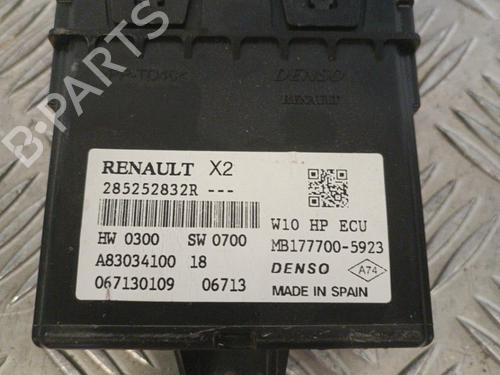 B-PARTS
DENSO
RENAULT
RENAULT X2
285252832R ---
HW 0300 SW 0700
A83034100 18
067130109 06713
W10 HP ECU
MB177700-5923
DENSO A74
MADE IN SPAIN